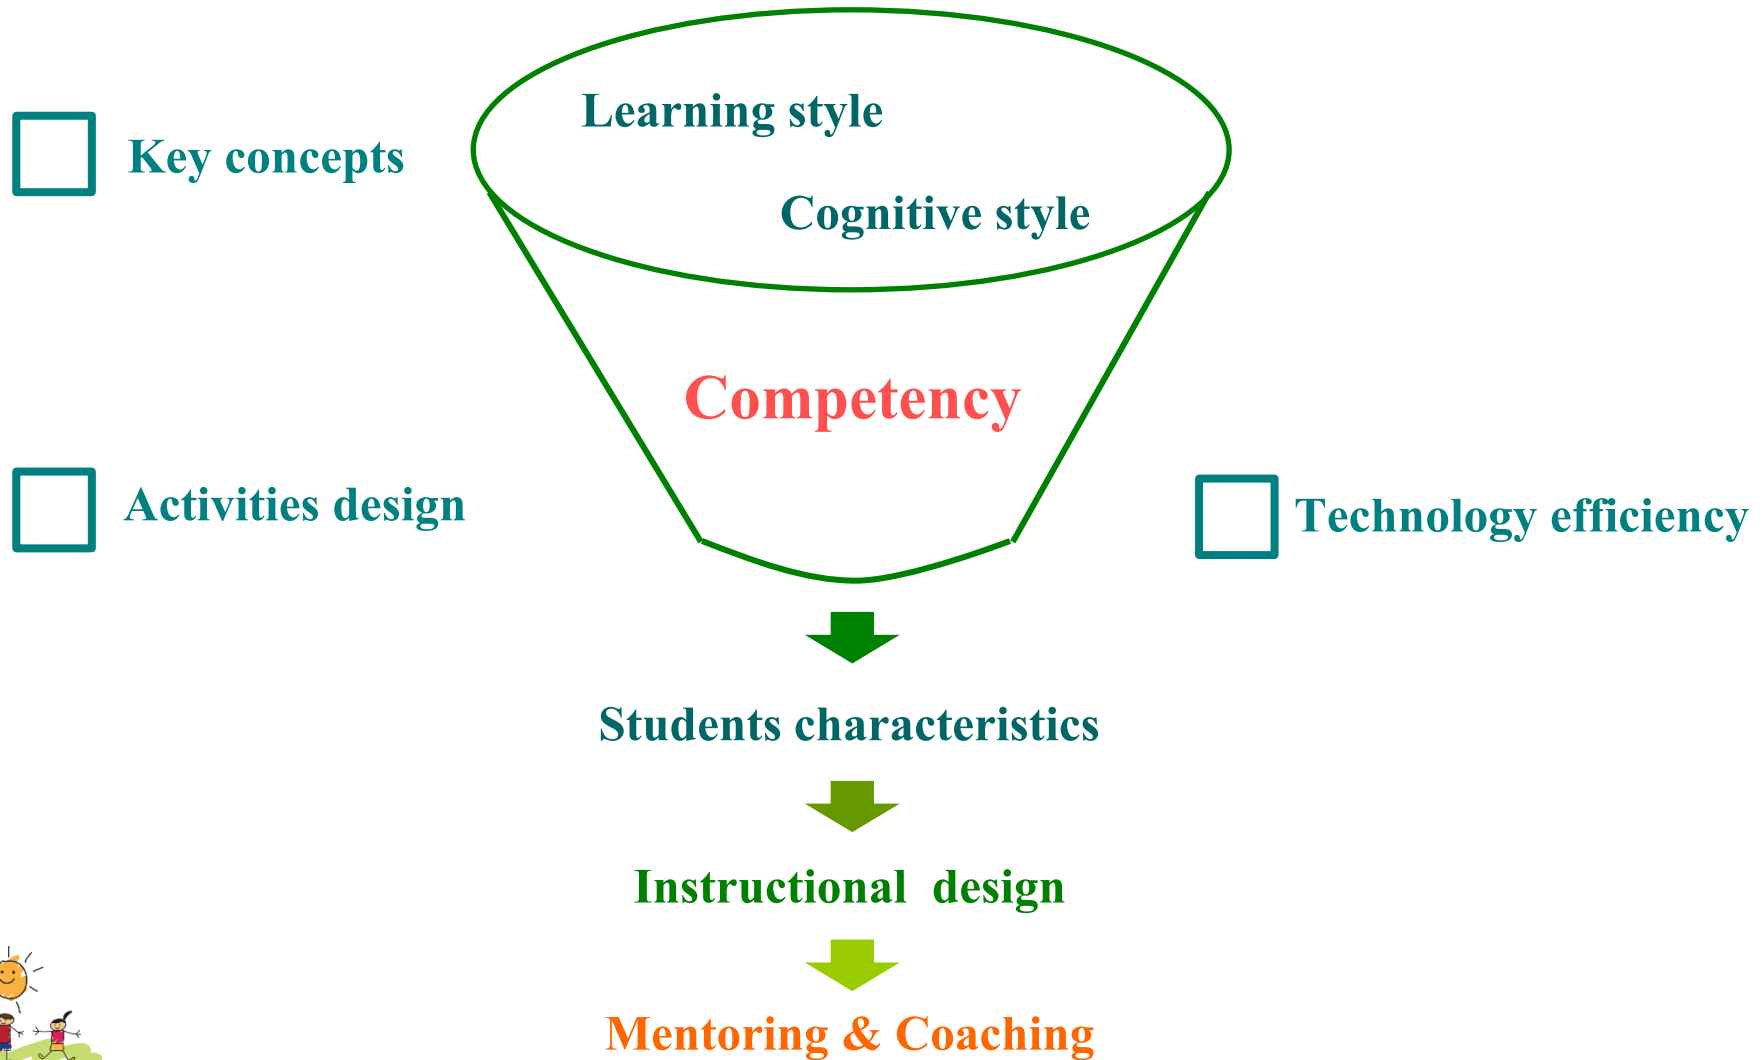 Learning style
Key concepts
Cognitive style
Competency
Activities design
Technology efficiency
Students characteristics
Instructional  design
Mentoring & Coaching